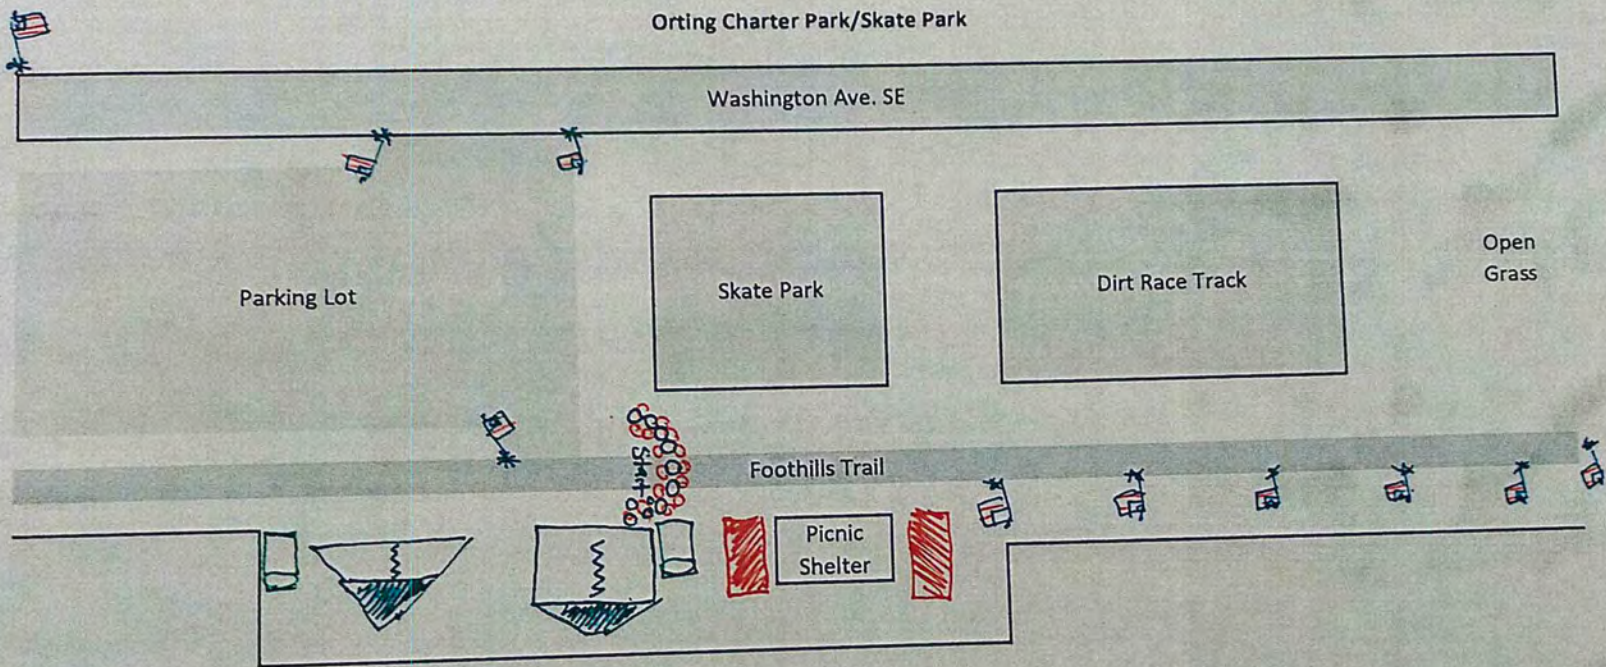 Orting Charter Park/Skate Park
Washington Ave. SE
Parking Lot
Skate Park
Dirt Race Track
Open
Grass
Start
Foothills Trail
Picnic
Shelter